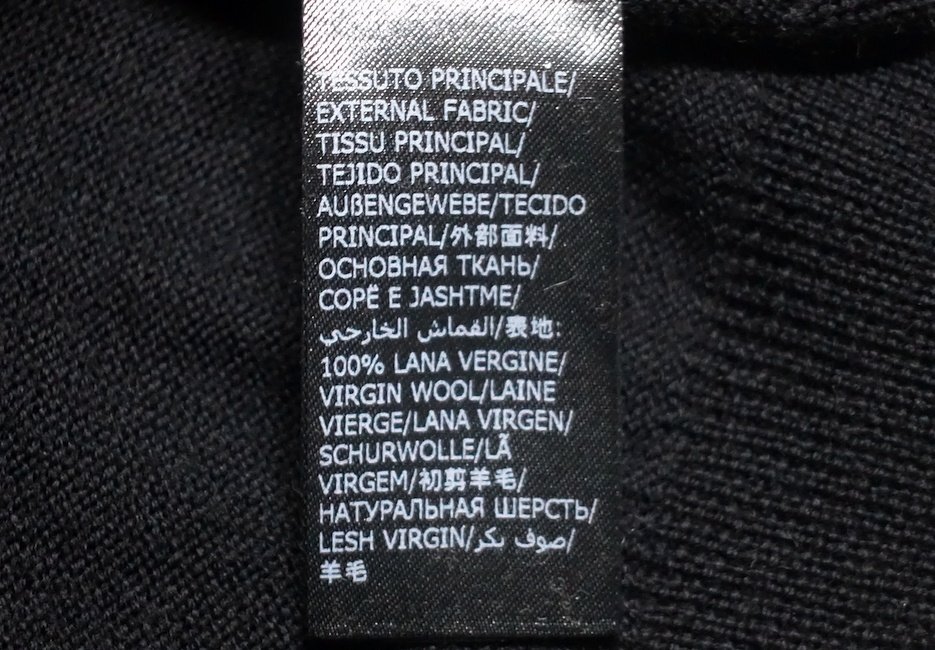 TESSUTO PRINCIPALE/
EXTERNAL FABRIC/
TISSU PRINCIPAL/
TEJIDO PRINCIPAL/
AUßENGEWEBE/TECIDO
PRINCIPAL/外部面料/
ОСНОВНАЯ ТКАНЬ/
COPË E JASHTME/
القماش الخارجي/表地:
100% LANA VERGINE/
VIRGIN WOOL/LAINE
VIERGE/LANA VIRGEN/
SCHURWOLLE/LÃ
VIRGEM/初剪羊毛/
НАТУРАЛЬНАЯ ШЕРСТЬ/
LESH VIRGIN/صوف بكر/
羊毛